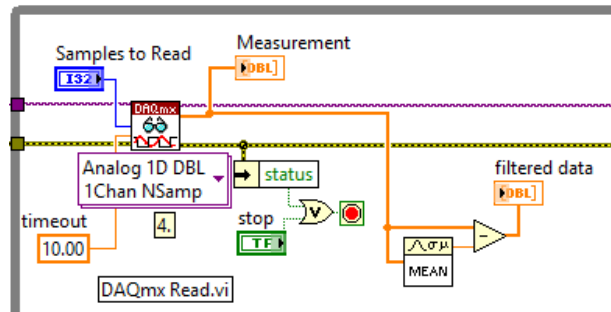 Samples to Read
I32
Measurement
DBL]
DAQmx
Analog 1D DBL
1Chan NSamp
status
filtered data
DBL]
timeout
10.00
4.
stop
TF
V
σμ
MEAN
-
DAQmx Read.vi